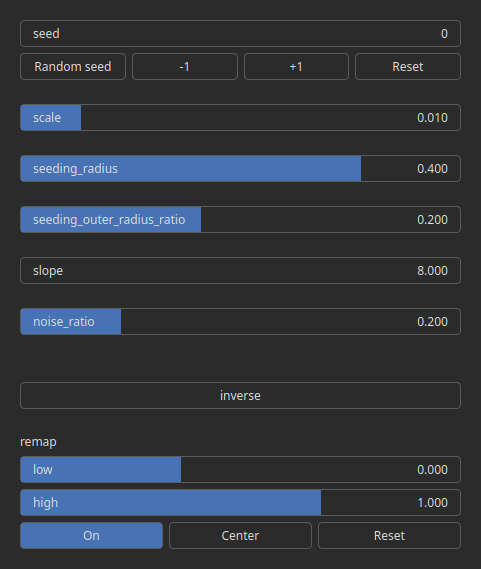 seed 0
Random seed -1 +1 Reset
scale 0.010
seeding_radius 0.400
seeding_outer_radius_ratio 0.200
slope 8.000
noise_ratio 0.200
inverse
remap
low 0.000
high 1.000
On Center Reset